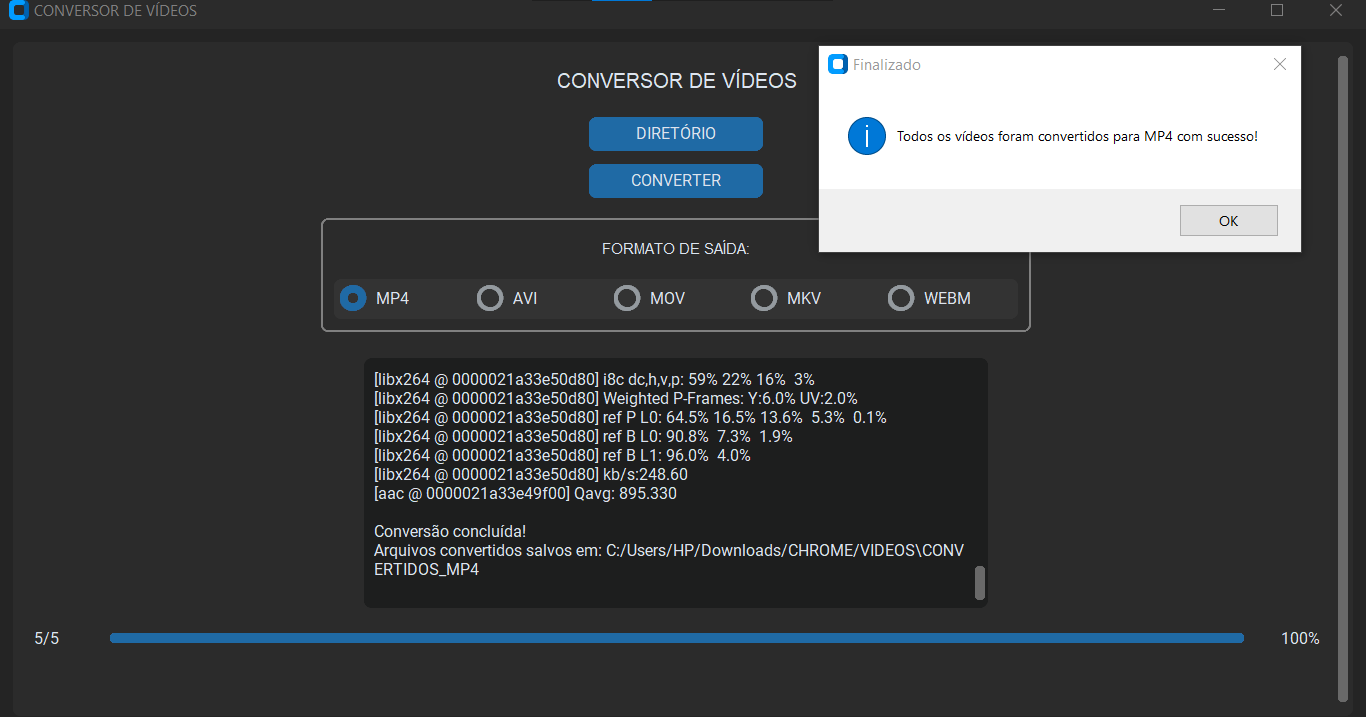 CONVERSOR DE VÍDEOS
CONVERSOR DE VÍDEOS
DIRETÓRIO
CONVERTER
Finalizado
Todos os vídeos foram convertidos para MP4 com sucesso!
OK
FORMATO DE SAÍDA:
MP4 AVI MOV MKV WEBM
[libx264 @ 0000021a33e50d80] i8c dc,h,v,p: 59% 22% 16%  3%
[libx264 @ 0000021a33e50d80] Weighted P-Frames: Y:6.0% UV:2.0%
[libx264 @ 0000021a33e50d80] ref P L0: 64.5% 16.5% 13.6%  5.3%  0.1%
[libx264 @ 0000021a33e50d80] ref B L0: 90.8%  7.3%  1.9%
[libx264 @ 0000021a33e50d80] ref B L1: 96.0%  4.0%
[libx264 @ 0000021a33e50d80] kb/s:248.60
[aac @ 0000021a33e49f00] Qavg: 895.330
Conversão concluída!
Arquivos convertidos salvos em: C:/Users/HP/Downloads/CHROME/VIDEOS\CONV
ERTIDOS_MP4
5/5 100%